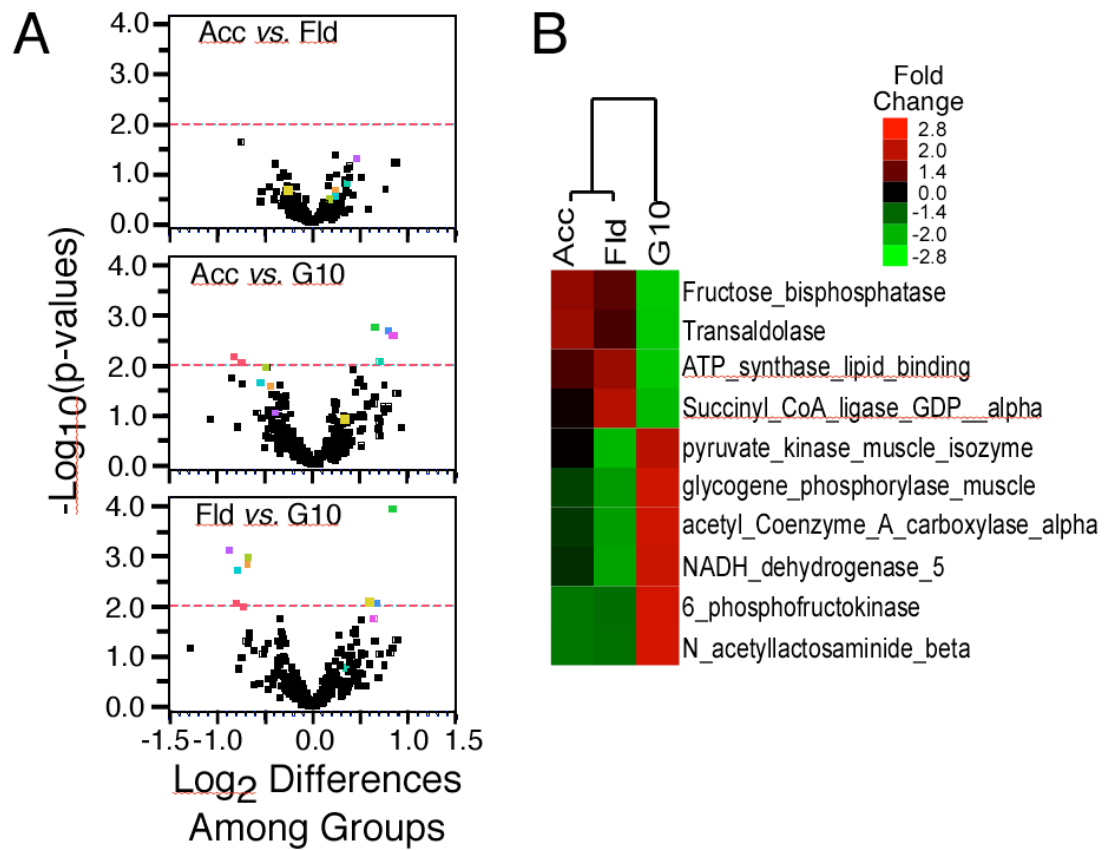 A
B
Acc vs. Fld
4.0
3.0
2.0
1.0
0.0
Acc vs. G10
4.0
3.0
2.0
1.0
0.0
Fld vs. G10
4.0
3.0
2.0
1.0
0.0
-Log10(p-values)
-1.5 -1.0 0.0 1.0 1.5
Log2 Differences
Among Groups
Fold
Change
2.8
2.0
1.4
0.0
-1.4
-2.0
-2.8
Acc
Fld
G10
Fructose_bisphosphatase
Transaldolase
ATP_synthase_lipid_binding
Succinyl_CoA_ligase_GDP__alpha
pyruvate_kinase_muscle_isozyme
glycogene_phosphorylase_muscle
acetyl_Coenzyme_A_carboxylase_alpha
NADH_dehydrogenase_5
6_phosphofructokinase
N_acetyllactosaminide_beta